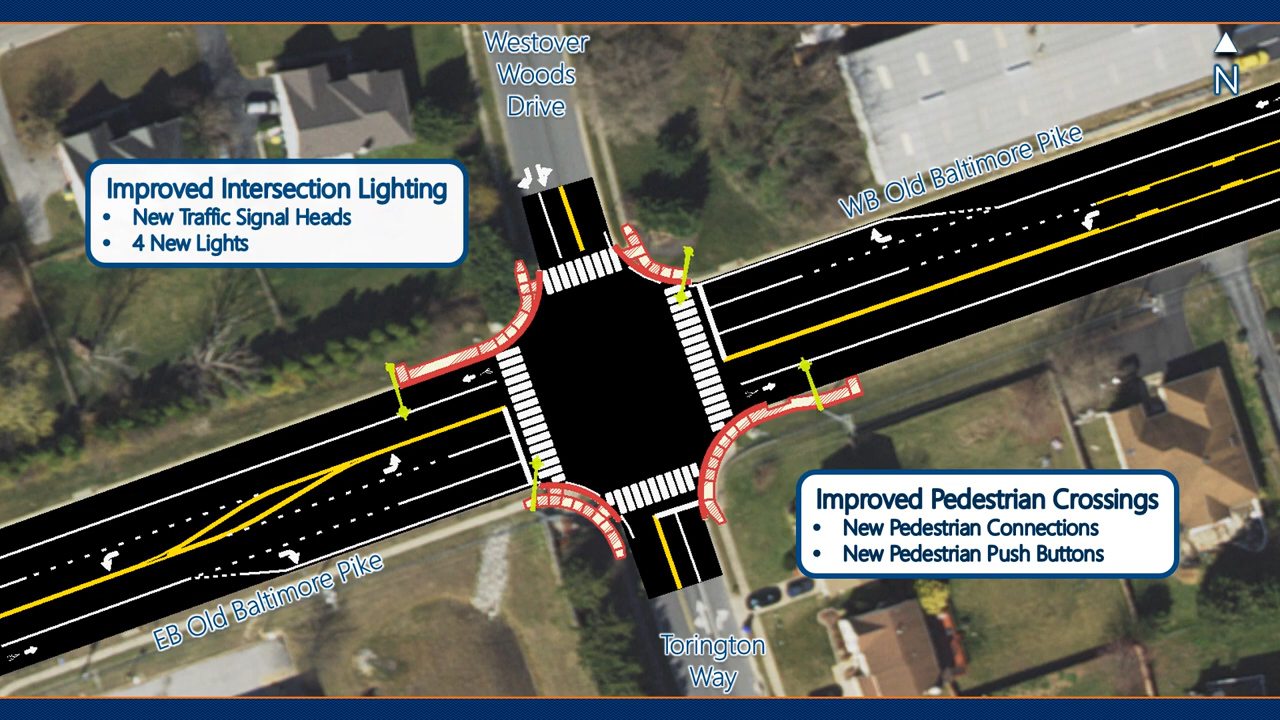 Westover
Woods
Drive
N
WB Old Baltimore Pike
Improved Intersection Lighting
• New Traffic Signal Heads
• 4 New Lights
Improved Pedestrian Crossings
• New Pedestrian Connections
• New Pedestrian Push Buttons
EB Old Baltimore Pike
Torington
Way